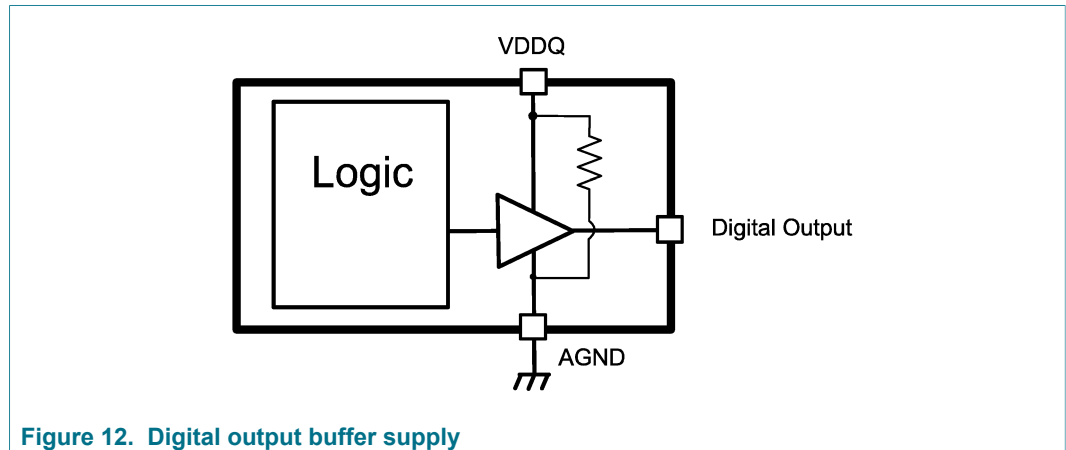 VDDQ
Logic
Digital Output
AGND
Figure 12. Digital output buffer supply